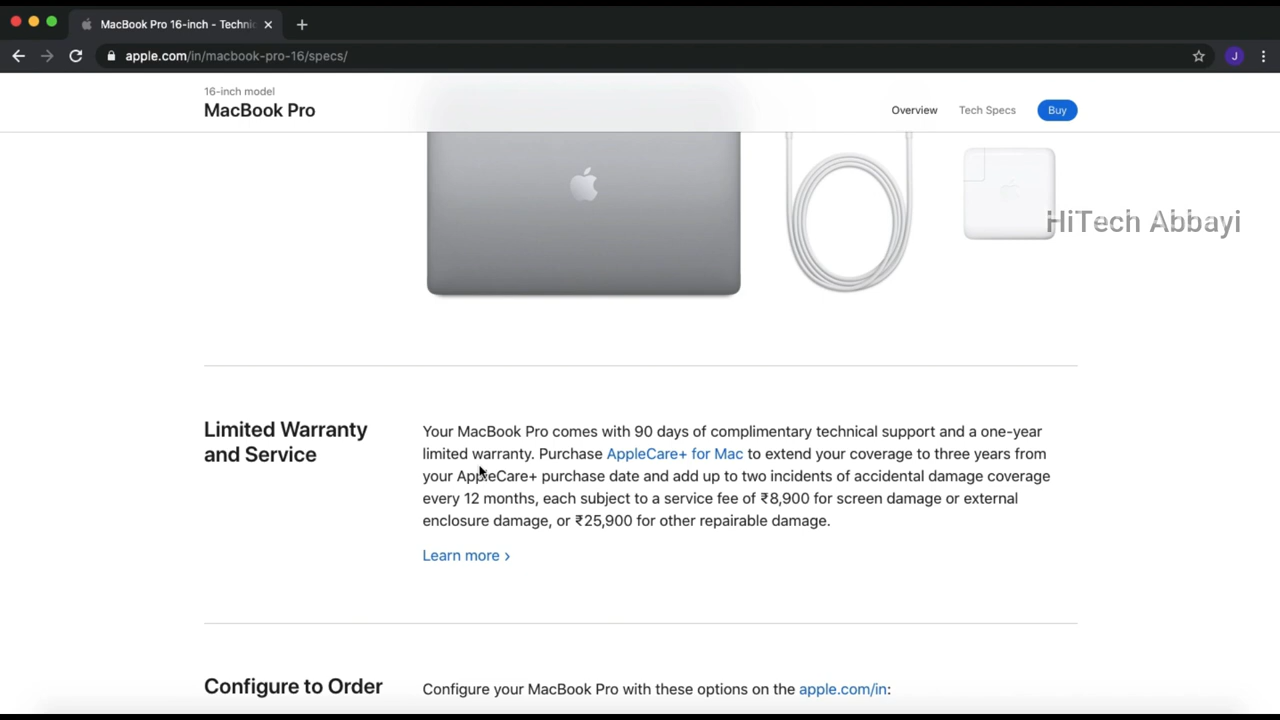 MacBook Pro 16-inch - Techni
apple.com/in/macbook-pro-16/specs/
J
16-inch model
MacBook Pro
Overview
Tech Specs
Buy
HiTech Abbayi
Limited Warranty
and Service
Your MacBook Pro comes with 90 days of complimentary technical support and a one-year
limited warranty. Purchase AppleCare+ for Mac to extend your coverage to three years from
your AppleCare+ purchase date and add up to two incidents of accidental damage coverage
every 12 months, each subject to a service fee of ₹8,900 for screen damage or external
enclosure damage, or ₹25,900 for other repairable damage.
Learn more ›
Configure to Order
Configure your MacBook Pro with these options on the apple.com/in: